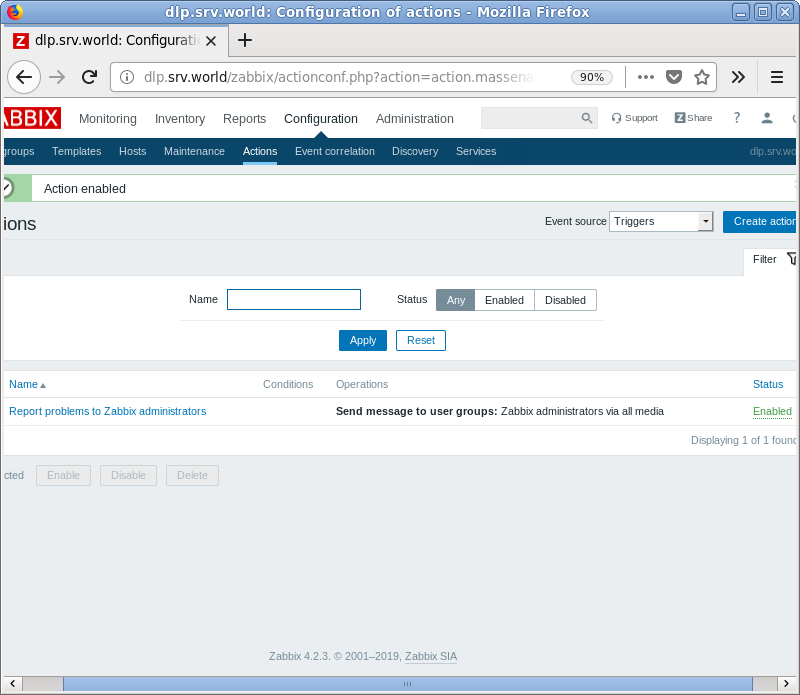 dlp.srv.world: Configuration of actions - Mozilla Firefox
dlp.srv.world: Configurati
dlp.srv.world/zabbix/actionconf.php?action=action.massena
90%
ABBIX Monitoring Inventory Reports Configuration Administration Support Z Share ?
groups Templates Hosts Maintenance Actions Event correlation Discovery Services dlp.srv.wo
Action enabled
ions Event source Triggers Create action
Filter
Name Status Any Enabled Disabled
Apply Reset
Name Conditions Operations Status
Report problems to Zabbix administrators Send message to user groups: Zabbix administrators via all media Enabled
Displaying 1 of 1 found
cted Enable Disable Delete
Zabbix 4.2.3. © 2001–2019, Zabbix SIA